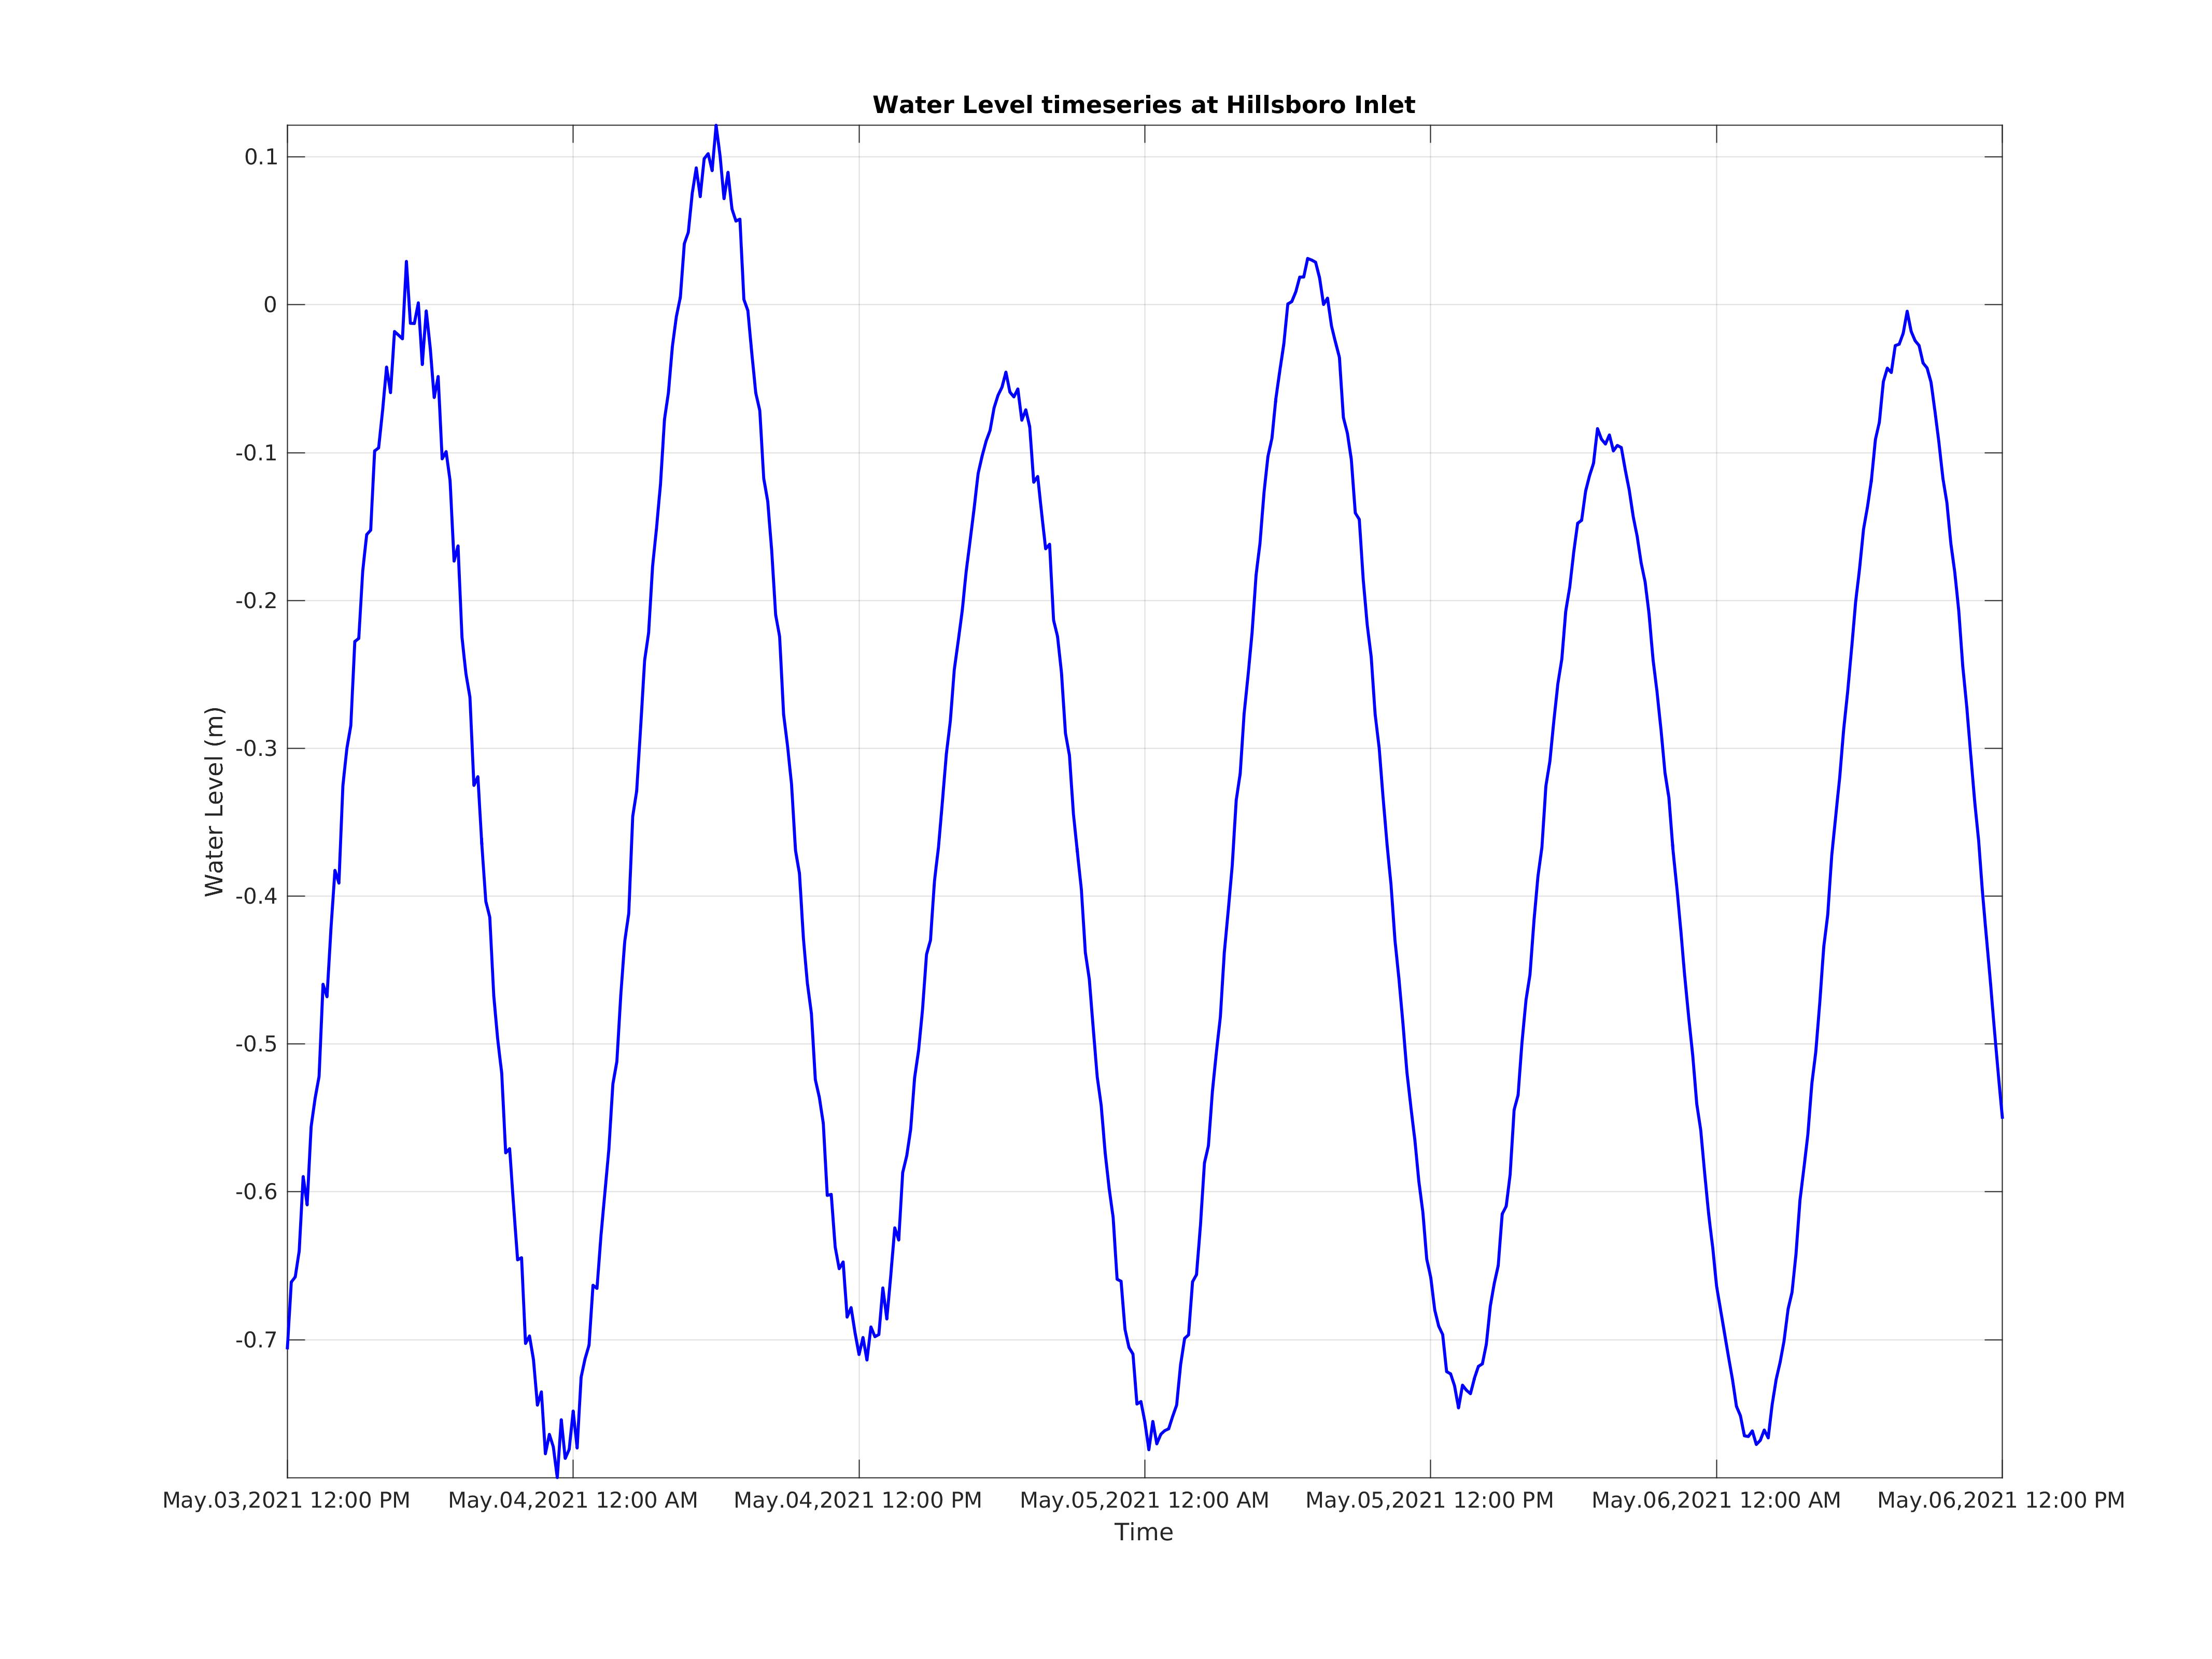 Water Level timeseries at Hillsboro Inlet
0.1
0
-0.1
-0.2
-0.3
-0.4
-0.5
-0.6
-0.7
Water Level (m)
May.03,2021 12:00 PM
May.04,2021 12:00 AM
May.04,2021 12:00 PM
May.05,2021 12:00 AM
May.05,2021 12:00 PM
May.06,2021 12:00 AM
May.06,2021 12:00 PM
Time